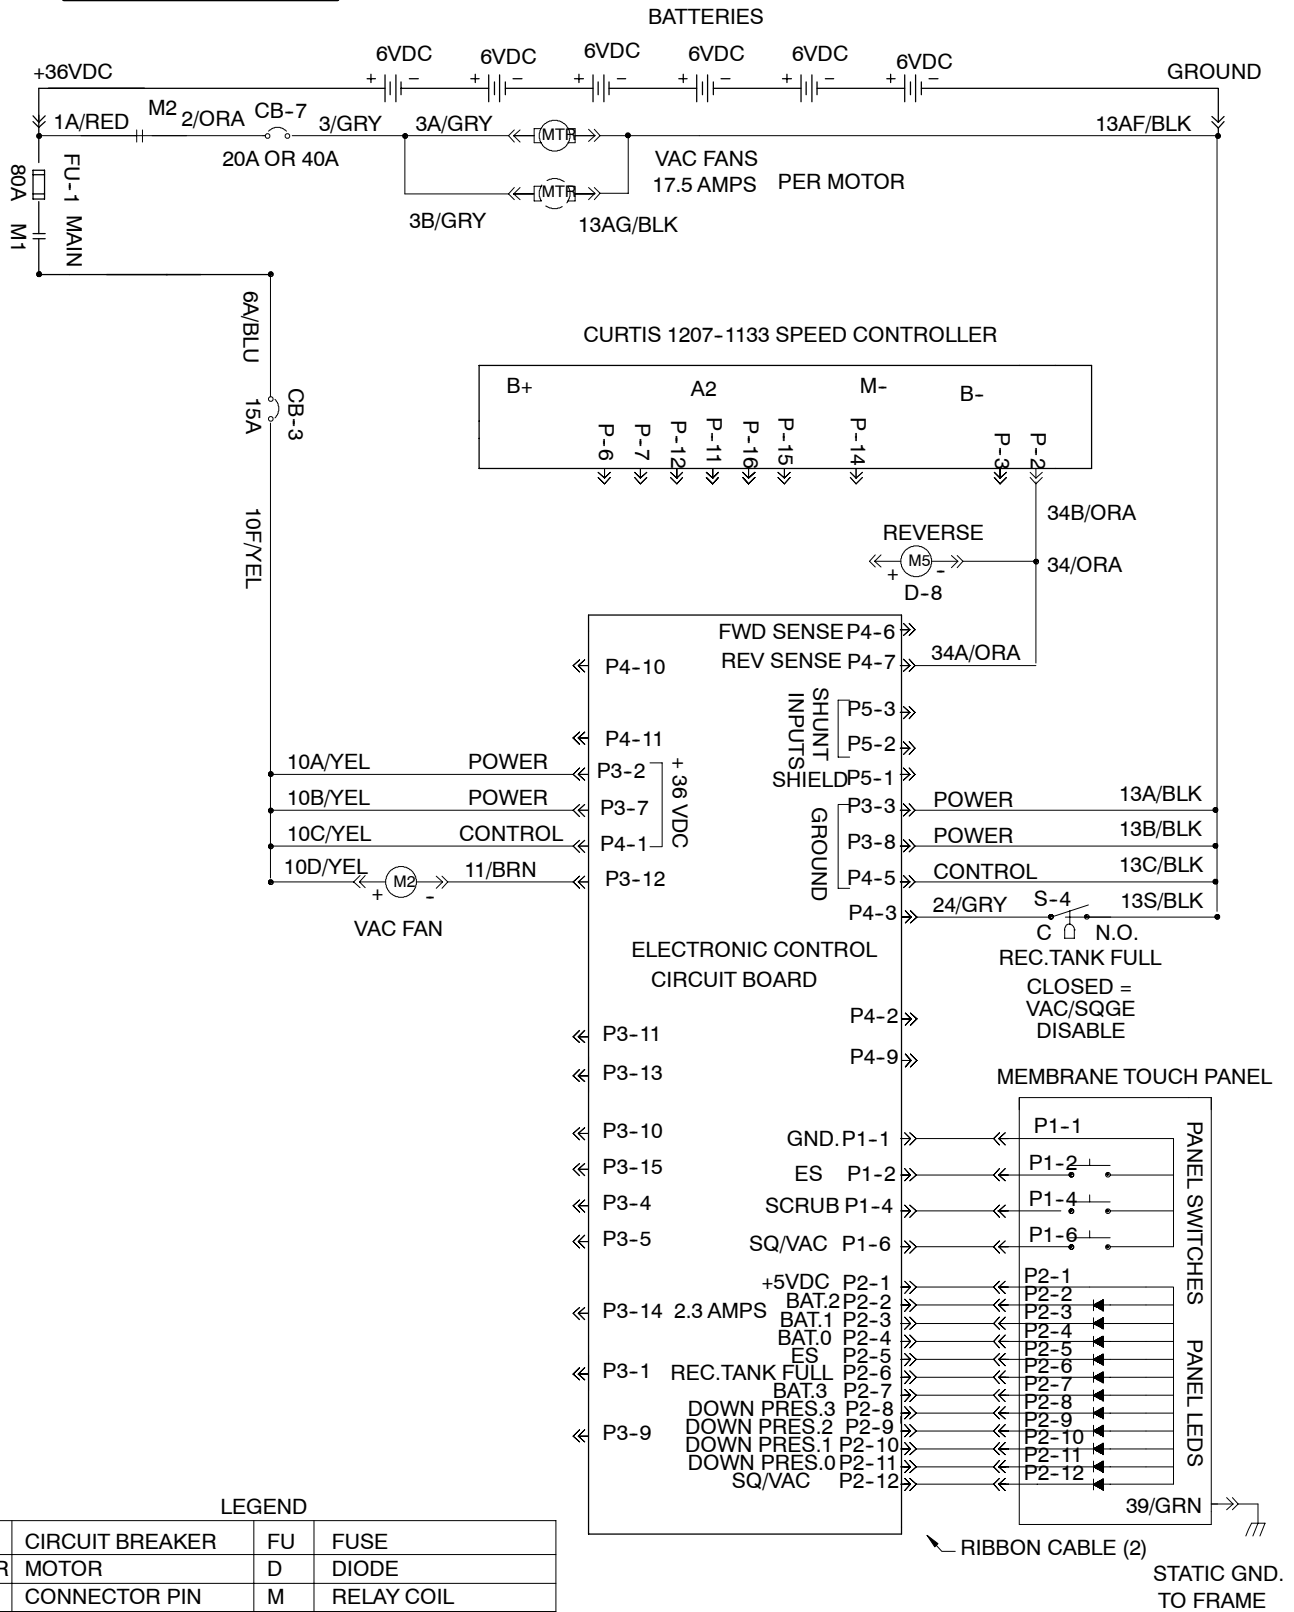 BATTERIES
6VDC 6VDC 6VDC 6VDC 6VDC 6VDC
+36VDC + − + − + − + − + − + − GROUND
1A/RED M2 2/ORA CB-7 3/GRY 3A/GRY MTR 13AF/BLK
20A OR 40A
VAC FANS
17.5 AMPS PER MOTOR
MTR
3B/GRY 13AG/BLK
FU-1 MAIN
80A M1
6A/BLU
CB-3
15A
10F/YEL
CURTIS 1207-1133 SPEED CONTROLLER
B+ A2 M- B-
P-6 P-7 P-12 P-11 P-16 P-15 P-14 P-3 P-2
34B/ORA
REVERSE
M5 34/ORA
+ -
D-8
FWD SENSE P4-6
P4-10 REV SENSE P4-7 34A/ORA
SHUNT INPUTS
P5-3
P4-11 P5-2
SHIELD P5-1
10A/YEL POWER P3-2
10B/YEL POWER P3-7
10C/YEL CONTROL P4-1
+ 36 VDC
10D/YEL M2 11/BRN P3-12
+ -
VAC FAN
GROUND
P3-3 POWER 13A/BLK
P3-8 POWER 13B/BLK
P4-5 CONTROL 13C/BLK
P4-3 24/GRY S-4 13S/BLK
C N.O.
REC.TANK FULL
CLOSED =
VAC/SQGE
DISABLE
ELECTRONIC CONTROL
CIRCUIT BOARD
P4-2
P3-11 P4-9
P3-13
MEMBRANE TOUCH PANEL
P3-10 GND. P1-1 P1-1
P3-15 ES P1-2 P1-2
P3-4 SCRUB P1-4 P1-4
P3-5 SQ/VAC P1-6 P1-6
PANEL SWITCHES
+5VDC P2-1 P2-1
BAT.2 P2-2 P2-2
P3-14 2.3 AMPS BAT.1 P2-3 P2-3
BAT.0 P2-4 P2-4
ES P2-5 P2-5
P3-1 REC.TANK FULL P2-6 P2-6
BAT.3 P2-7 P2-7
DOWN PRES.3 P2-8 P2-8
P3-9 DOWN PRES.2 P2-9 P2-9
DOWN PRES.1 P2-10 P2-10
DOWN PRES.0 P2-11 P2-11
SQ/VAC P2-12 P2-12
PANEL LEDS
39/GRN
RIBBON CABLE (2)
STATIC GND.
TO FRAME
LEGEND
CIRCUIT BREAKER FU FUSE
R MOTOR D DIODE
CONNECTOR PIN M RELAY COIL